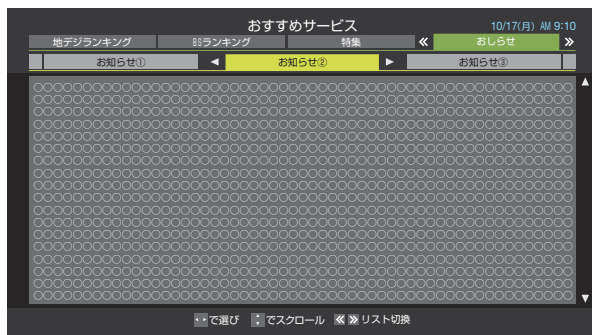 おすすめサービス
10/17(月) AM 9:10
地デジランキング BSランキング 特集 おしらせ
お知らせ① お知らせ② お知らせ③
で選び でスクロール リスト切換